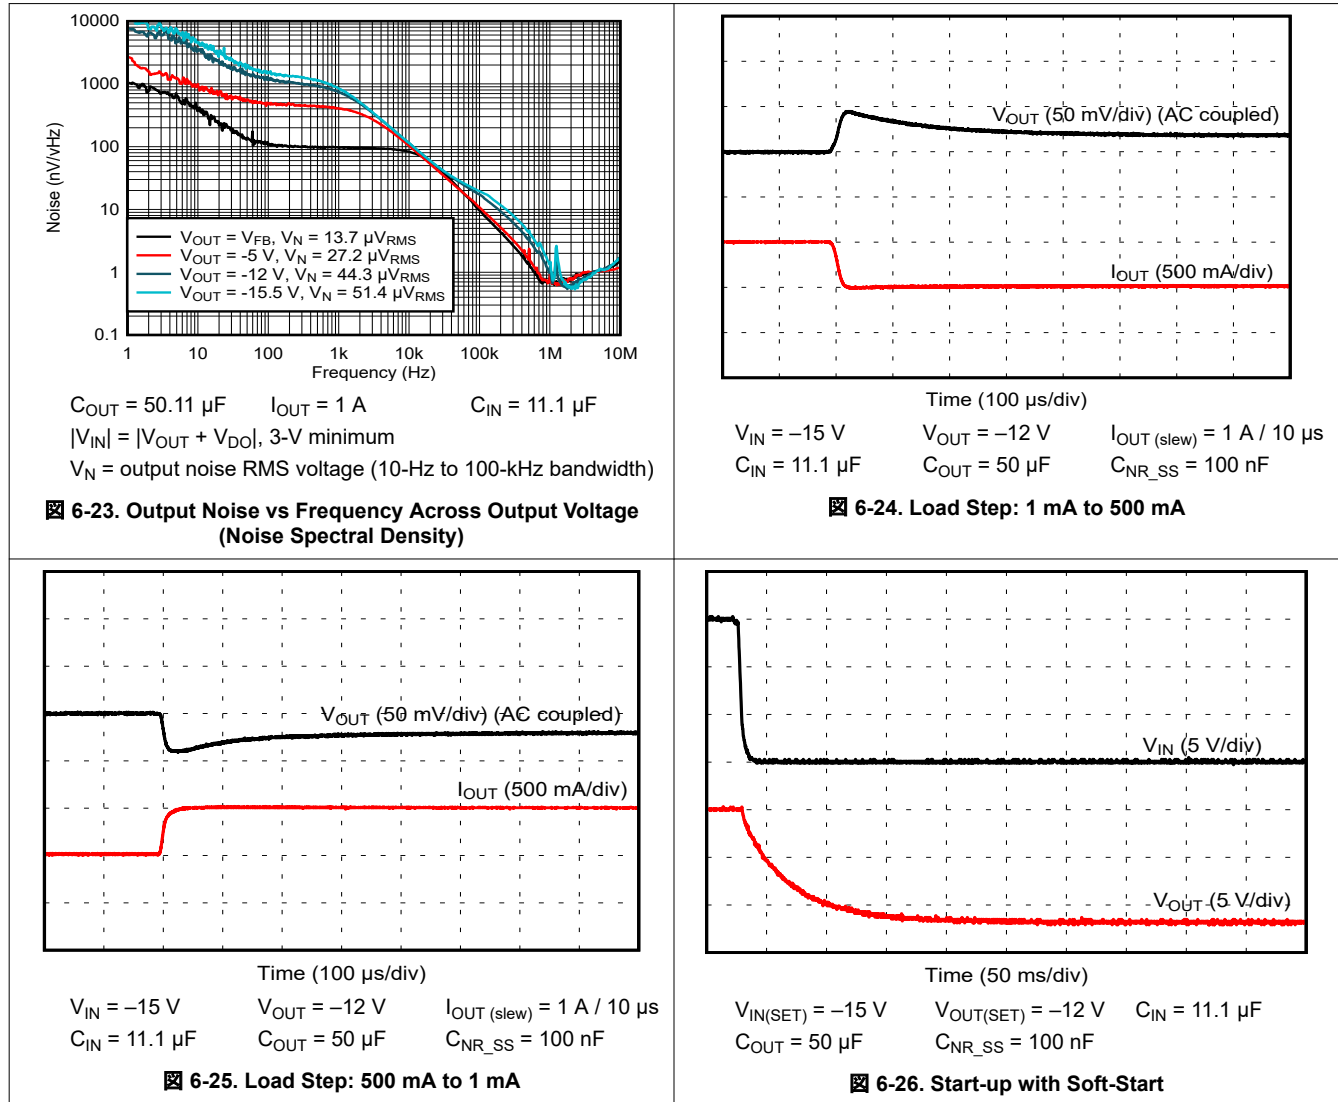 10000
1000
100
10
1
0.1
Noise (nV/√Hz)
VOUT = VFB, VN = 13.7 µVRMS
VOUT = -5 V, VN = 27.2 µVRMS
VOUT = -12 V, VN = 44.3 µVRMS
VOUT = -15.5 V, VN = 51.4 µVRMS
1 10 100 1k 10k 100k 1M 10M
Frequency (Hz)
COUT = 50.11 µF IOUT = 1 A CIN = 11.1 µF
|VIN| = |VOUT + VDO|, 3-V minimum
VN = output noise RMS voltage (10-Hz to 100-kHz bandwidth)
図 6-23. Output Noise vs Frequency Across Output Voltage
(Noise Spectral Density)
VOUT (50 mV/div) (AC coupled)
IOUT (500 mA/div)
Time (100 µs/div)
VIN = –15 V VOUT = –12 V IOUT (slew) = 1 A / 10 µs
CIN = 11.1 µF COUT = 50 µF CNR_SS = 100 nF
図 6-24. Load Step: 1 mA to 500 mA
VOUT (50 mV/div) (AC coupled)
IOUT (500 mA/div)
Time (100 µs/div)
VIN = –15 V VOUT = –12 V IOUT (slew) = 1 A / 10 µs
CIN = 11.1 µF COUT = 50 µF CNR_SS = 100 nF
図 6-25. Load Step: 500 mA to 1 mA
VIN (5 V/div)
VOUT (5 V/div)
Time (50 ms/div)
VIN(SET) = –15 V VOUT(SET) = –12 V CIN = 11.1 µF
COUT = 50 µF CNR_SS = 100 nF
図 6-26. Start-up with Soft-Start